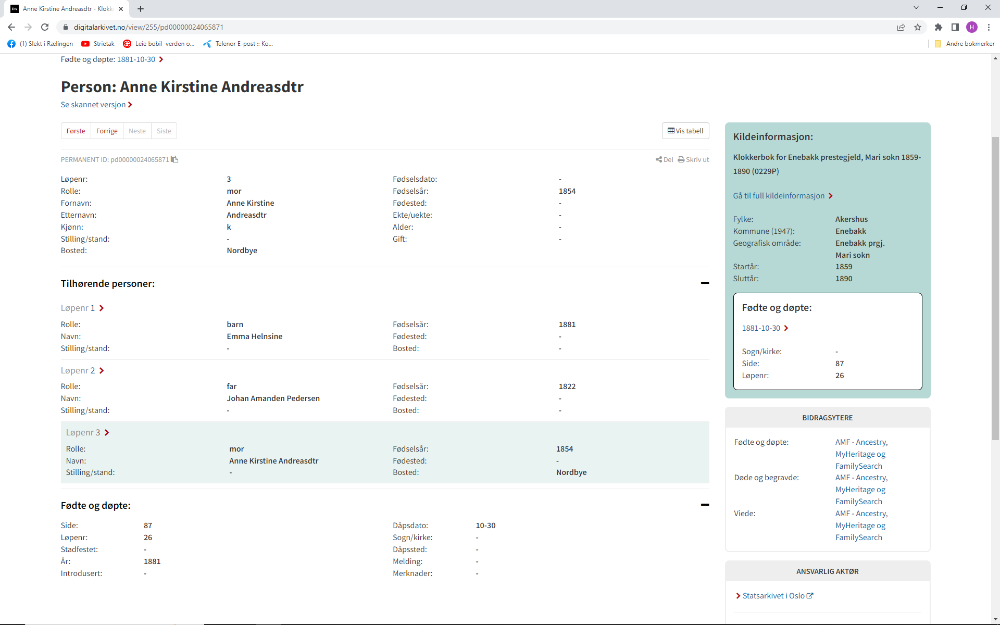 DA Anne Kirstine Andreasdtr - Klokk
digitalarkivet.no/view/255/pd00000024065871
H
(1) Slekt i Rælingen Strietak Leie bobil verden o... Telenor E-post :: Ko... Andre bokmerker
Fødte og døpte: 1881-10-30
Person: Anne Kirstine Andreasdtr
Se skannet versjon
Første Forrige Neste Siste Vis tabell
PERMANENT ID: pd00000024065871 Del Skriv ut
Løpenr: 3 Fødselsdato: -
Rolle: mor Fødselsår: 1854
Fornavn: Anne Kirstine Fødested: -
Etternavn: Andreasdtr Ekte/uekte: -
Kjønn: k Alder: -
Stilling/stand: - Gift: -
Bosted: Nordbye
Tilhørende personer:
Løpenr 1
Rolle: barn Fødselsår: 1881
Navn: Emma Helnsine Fødested: -
Stilling/stand: - Bosted: -
Løpenr 2
Rolle: far Fødselsår: 1822
Navn: Johan Amanden Pedersen Fødested: -
Stilling/stand: - Bosted: -
Løpenr 3
Rolle: mor Fødselsår: 1854
Navn: Anne Kirstine Andreasdtr Fødested: -
Stilling/stand: - Bosted: Nordbye
Fødte og døpte:
Side: 87 Dåpsdato: 10-30
Løpenr: 26 Sogn/kirke: -
Stadfestet: - Dåpssted: -
År: 1881 Melding: -
Introdusert: - Merknader: -
Kildeinformasjon:
Klokkerbok for Enebakk prestegjeld, Mari sokn 1859-
1890 (0229P)
Gå til full kildeinformasjon
Fylke: Akershus
Kommune (1947): Enebakk
Geografisk område: Enebakk prgj.
Mari sokn
Startår: 1859
Sluttår: 1890
Fødte og døpte:
1881-10-30
Sogn/kirke: -
Side: 87
Løpenr: 26
BIDRAGSYTERE
Fødte og døpte: AMF - Ancestry,
MyHeritage og
FamilySearch
Døde og begravde: AMF - Ancestry,
MyHeritage og
FamilySearch
Viede: AMF - Ancestry,
MyHeritage og
FamilySearch
ANSVARLIG AKTØR
Statsarkivet i Oslo